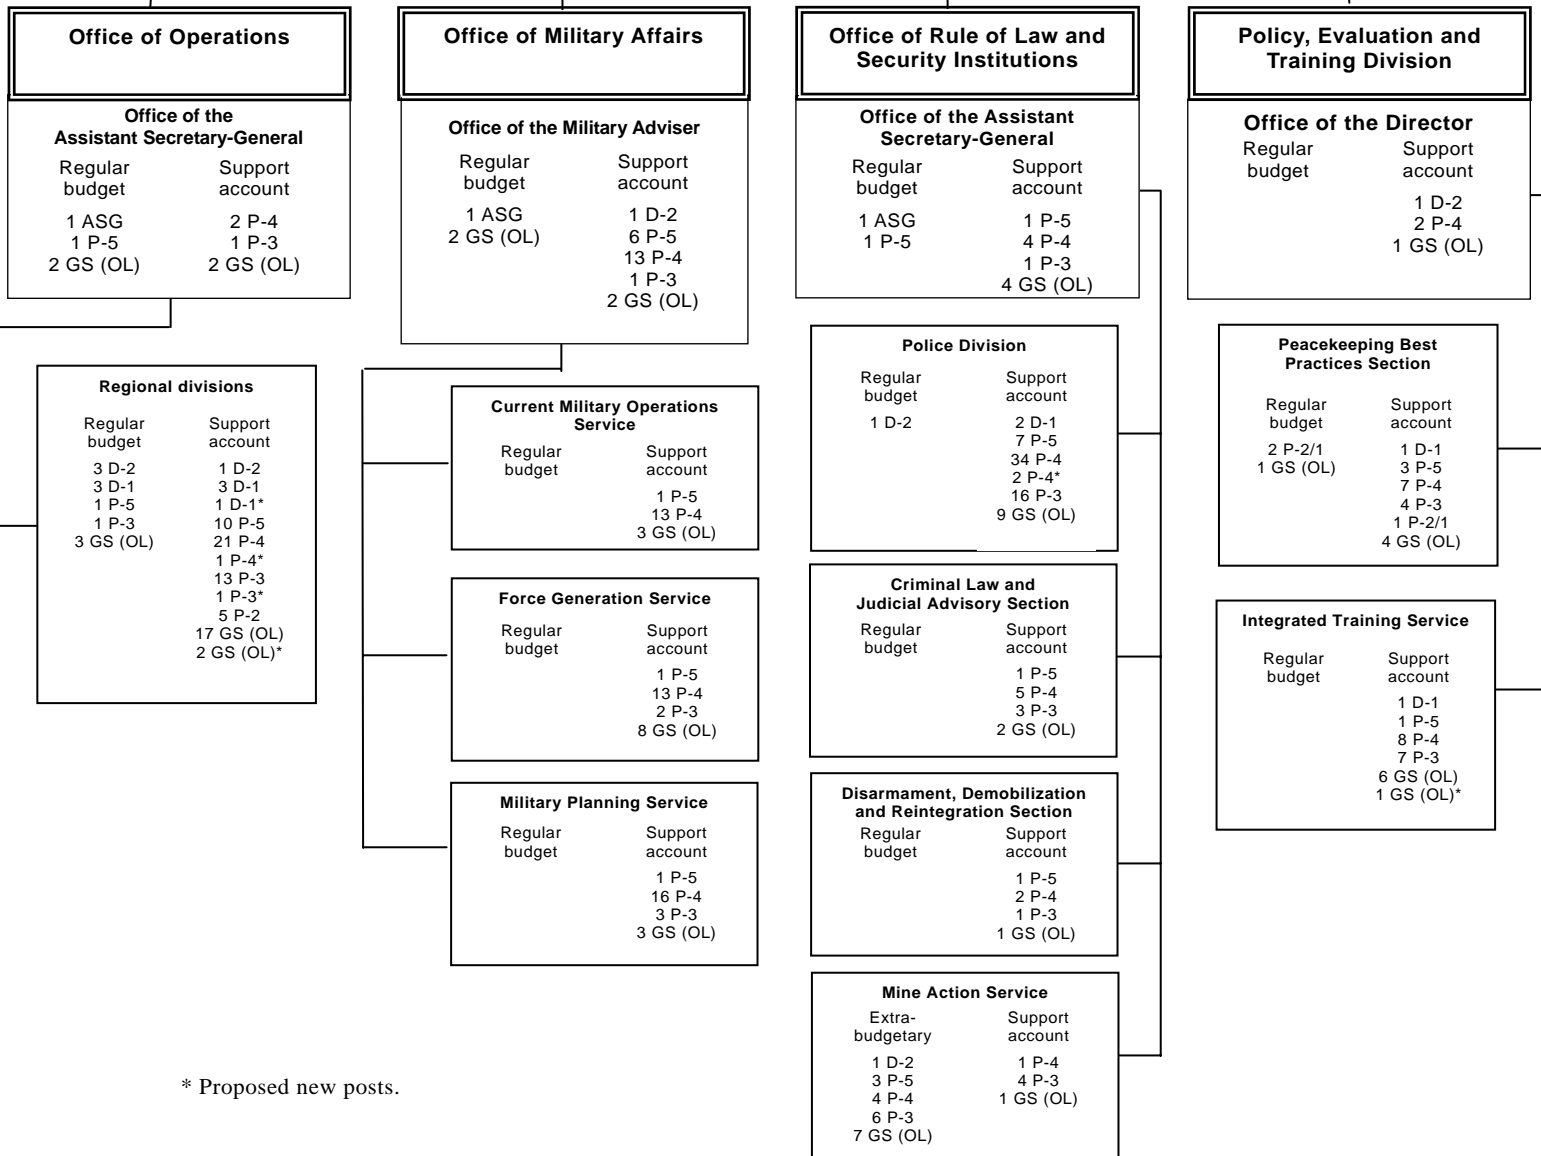 Office of Operations
Office of the
Assistant Secretary-General
Regular
budget
Support
account
1 ASG
1 P-5
2 GS (OL)
2 P-4
1 P-3
2 GS (OL)
Regional divisions
Regular
budget
Support
account
3 D-2
3 D-1
1 P-5
1 P-3
3 GS (OL)
1 D-2
3 D-1
1 D-1*
10 P-5
21 P-4
1 P-4*
13 P-3
1 P-3*
5 P-2
17 GS (OL)
2 GS (OL)*
Office of Military Affairs
Office of the Military Adviser
Regular
budget
Support
account
1 ASG
2 GS (OL)
1 D-2
6 P-5
13 P-4
1 P-3
2 GS (OL)
Current Military Operations
Service
Regular
budget
Support
account
1 P-5
13 P-4
3 GS (OL)
Force Generation Service
Regular
budget
Support
account
1 P-5
13 P-4
2 P-3
8 GS (OL)
Military Planning Service
Regular
budget
Support
account
1 P-5
16 P-4
3 P-3
3 GS (OL)
Office of Rule of Law and
Security Institutions
Office of the Assistant
Secretary-General
Regular
budget
Support
account
1 ASG
1 P-5
1 P-5
4 P-4
1 P-3
4 GS (OL)
Police Division
Regular
budget
Support
account
1 D-2
2 D-1
7 P-5
34 P-4
2 P-4*
16 P-3
9 GS (OL)
Criminal Law and
Judicial Advisory Section
Regular
budget
Support
account
1 P-5
5 P-4
3 P-3
2 GS (OL)
Disarmament, Demobilization
and Reintegration Section
Regular
budget
Support
account
1 P-5
2 P-4
1 P-3
1 GS (OL)
Mine Action Service
Extra-
budgetary
Support
account
1 D-2
3 P-5
4 P-4
6 P-3
7 GS (OL)
1 P-4
4 P-3
1 GS (OL)
Policy, Evaluation and
Training Division
Office of the Director
Regular
budget
Support
account
1 D-2
2 P-4
1 GS (OL)
Peacekeeping Best
Practices Section
Regular
budget
Support
account
2 P-2/1
1 GS (OL)
1 D-1
3 P-5
7 P-4
4 P-3
1 P-2/1
4 GS (OL)
Integrated Training Service
Regular
budget
Support
account
1 D-1
1 P-5
8 P-4
7 P-3
6 GS (OL)
1 GS (OL)*
* Proposed new posts.